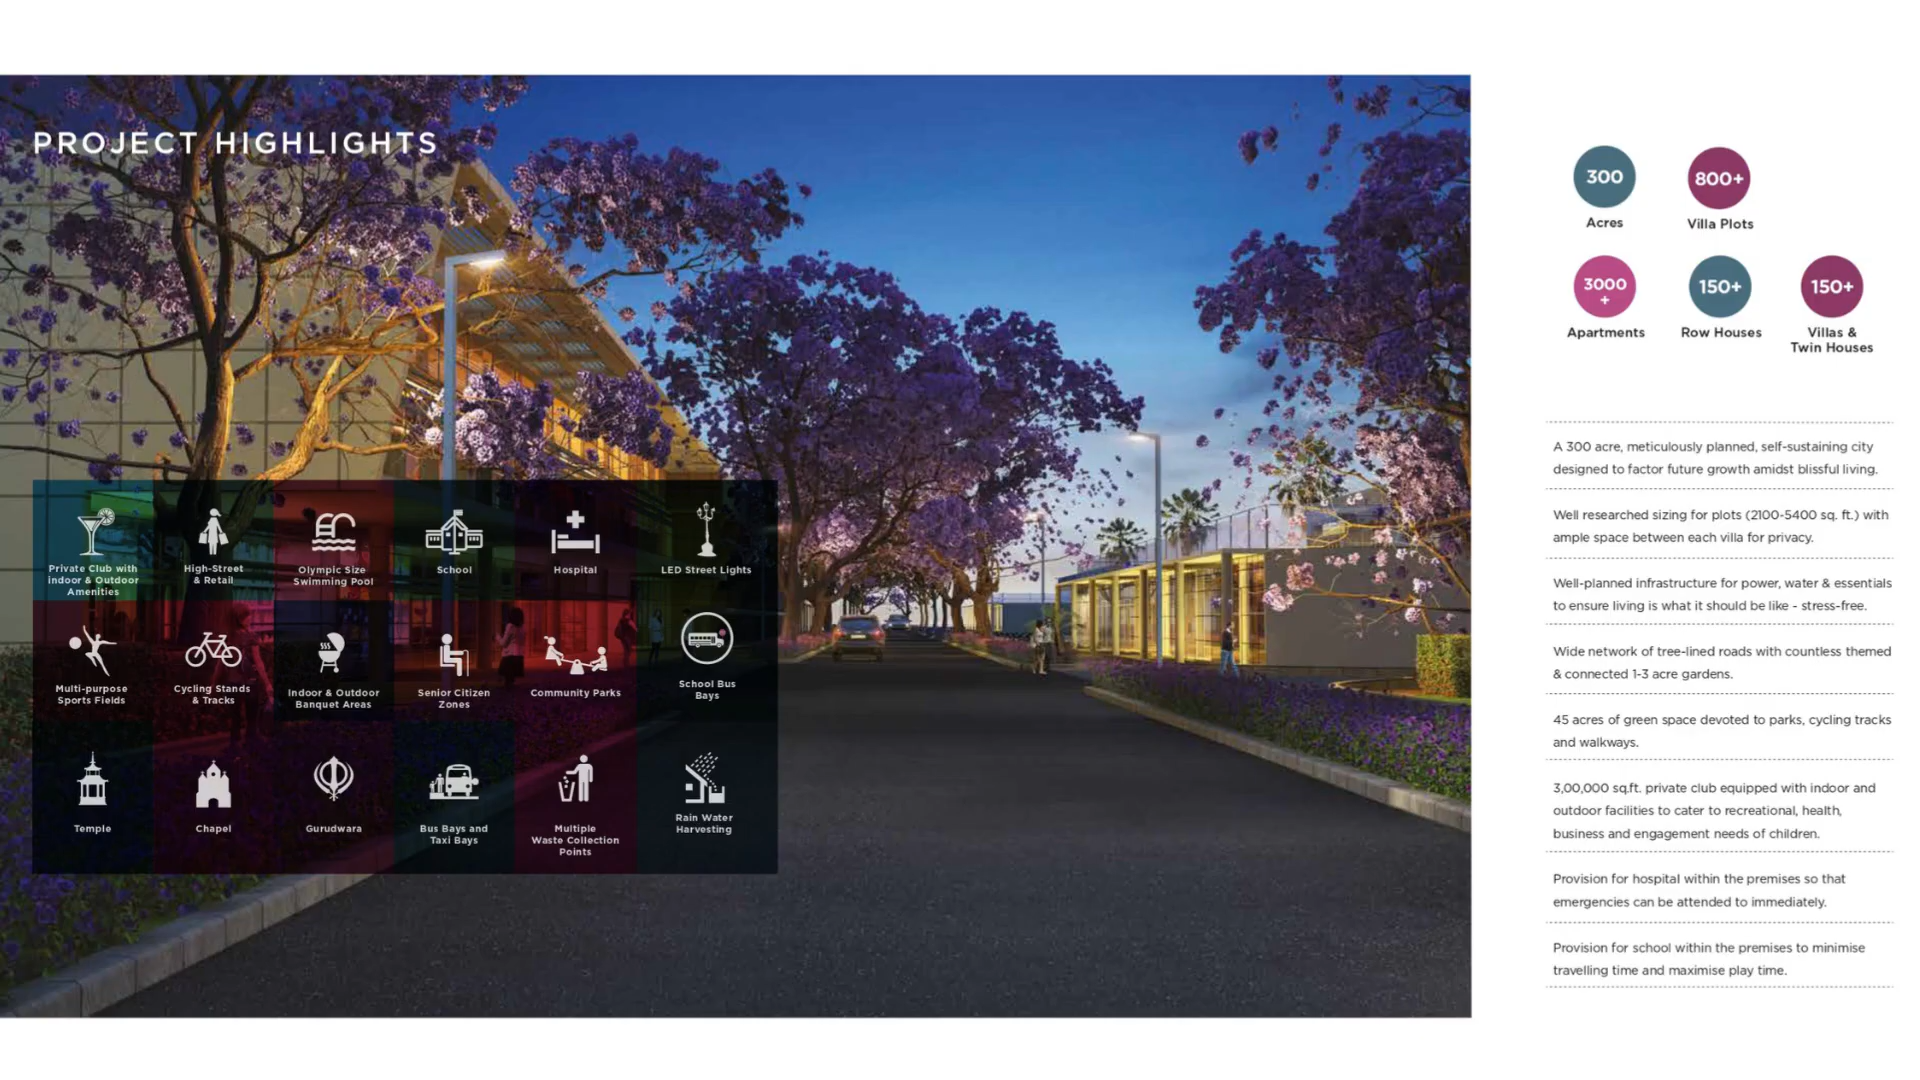 PROJECT HIGHLIGHTS
Private Club with
indoor & Outdoor
Amenities
High-Street
& Retail
Olympic Size
Swimming Pool
School
Hospital
LED Street Lights
Multi-purpose
Sports Fields
Cycling Stands
& Tracks
Indoor & Outdoor
Banquet Areas
Senior Citizen
Zones
Community Parks
School Bus
Bays
Temple
Chapel
Gurudwara
Bus Bays and
Taxi Bays
Multiple
Waste Collection
Points
Rain Water
Harvesting
300
Acres
800+
Villa Plots
3000
+
Apartments
150+
Row Houses
150+
Villas &
Twin Houses
A 300 acre, meticulously planned, self-sustaining city
designed to factor future growth amidst blissful living.
Well researched sizing for plots (2100-5400 sq. ft.) with
ample space between each villa for privacy.
Well-planned infrastructure for power, water & essentials
to ensure living is what it should be like - stress-free.
Wide network of tree-lined roads with countless themed
& connected 1-3 acre gardens.
45 acres of green space devoted to parks, cycling tracks
and walkways.
3,00,000 sq.ft. private club equipped with indoor and
outdoor facilities to cater to recreational, health,
business and engagement needs of children.
Provision for hospital within the premises so that
emergencies can be attended to immediately.
Provision for school within the premises to minimise
travelling time and maximise play time.